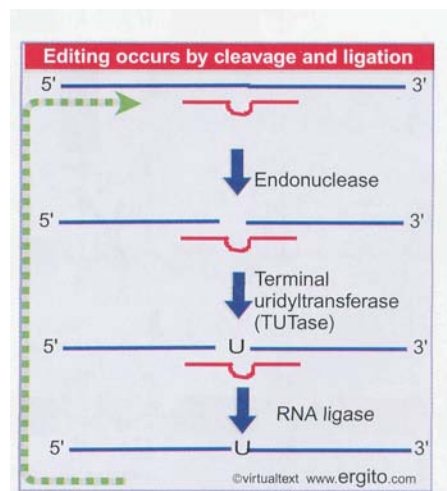 Editing occurs by cleavage and ligation
5' 3'
Endonuclease
5' 3'
Terminal
uridyltransferase
(TUTase)
5' U 3'
RNA ligase
5' U 3'
©virtualtext www.ergito.com